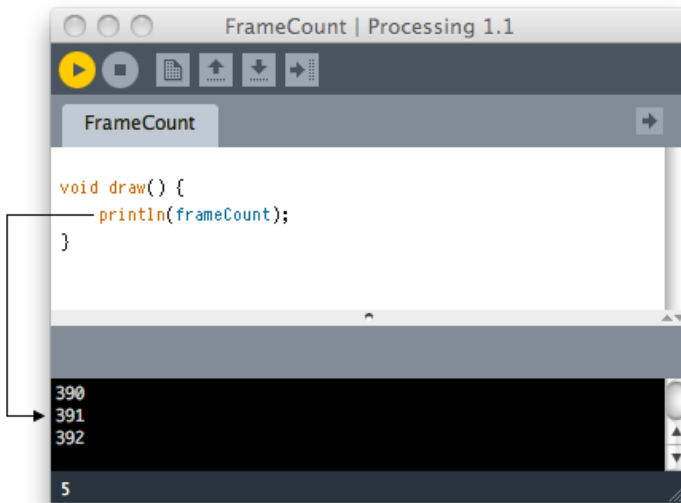 FrameCount | Processing 1.1
FrameCount
void draw() {
println(frameCount);
}
390
391
392
5